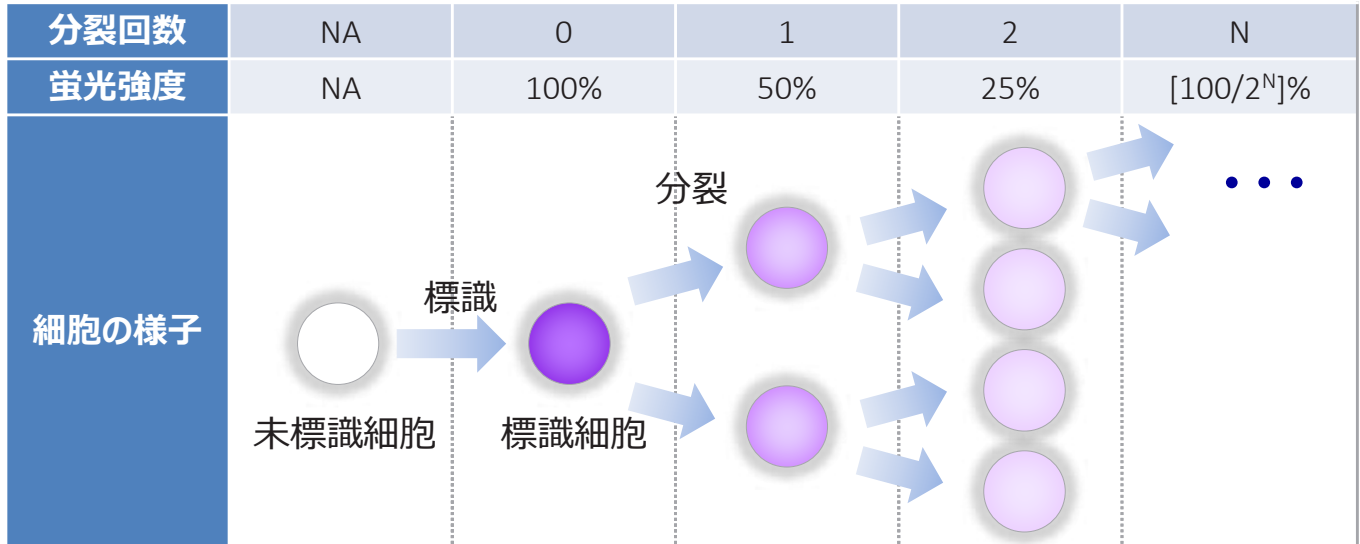 分裂回数 NA 0 1 2 N
蛍光強度 NA 100% 50% 25% [100/2^N]%
細胞の様子
分裂
標識
未標識細胞 標識細胞
• • •